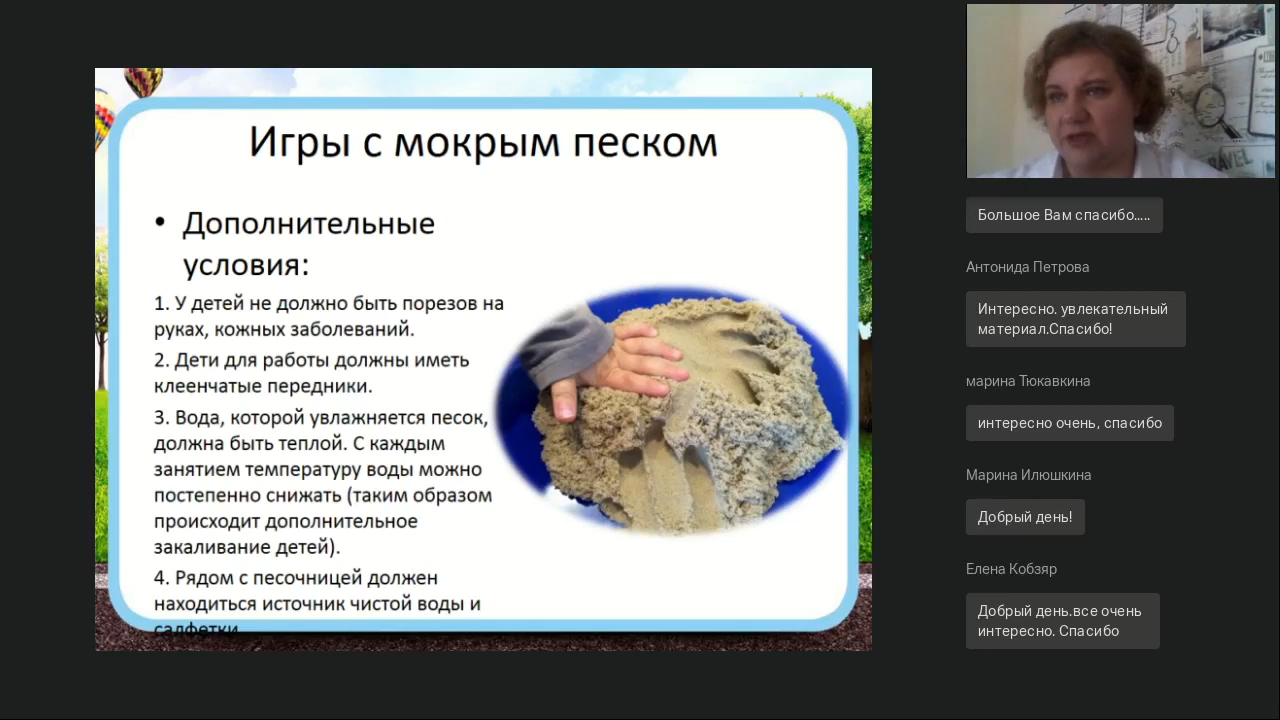 Игры с мокрым песком
• Дополнительные
условия:
1. У детей не должно быть порезов на
руках, кожных заболеваний.
2. Дети для работы должны иметь
клеенчатые передники.
3. Вода, которой увлажняется песок,
должна быть теплой. С каждым
занятием температуру воды можно
постепенно снижать (таким образом
происходит дополнительное
закаливание детей).
4. Рядом с песочницей должен
находиться источник чистой воды и
салфетки.
TRAVEL
Большое Вам спасибо.....
Антонида Петрова
Интересно. увлекательный
материал.Спасибо!
марина Тюкавкина
интересно очень, спасибо
Марина Илюшкина
Добрый день!
Елена Кобзяр
Добрый день.все очень
интересно. Спасибо